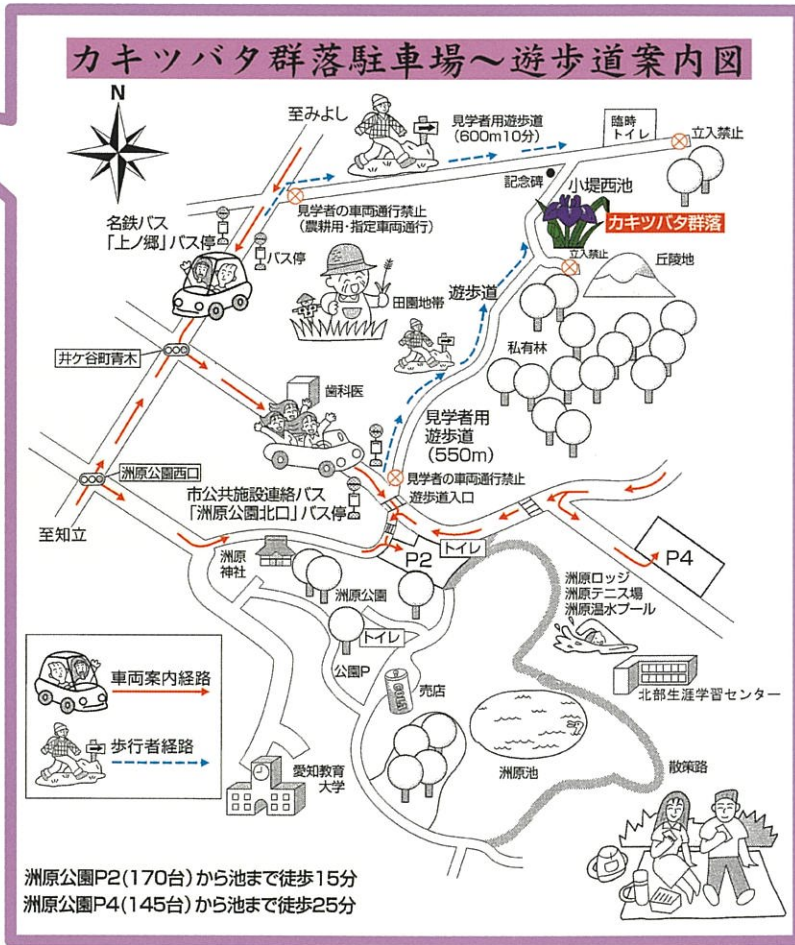 カキツバタ群落駐車場～遊歩道案内図
N
至みよし
見学者用遊歩道
(600m10分)
臨時
トイレ
立入禁止
記念碑
小堤西池
カキツバタ群落
見学者の車両通行禁止
(農耕用・指定車両通行)
名鉄バス
「上ノ郷」バス停
バス停
立入禁止
丘陵地
田園地帯
遊歩道
私有林
井ケ谷町青木
歯科医
見学者用
遊歩道
(550m)
洲原公園西口
見学者の車両通行禁止
遊歩道入口
市公共施設連絡バス
「洲原公園北口」バス停
至知立
洲原
神社
トイレ
P2
P4
洲原公園
洲原ロッジ
洲原テニス場
洲原温水プール
トイレ
公園P
売店
北部生涯学習センター
車両案内経路
歩行者経路
愛知教育
大学
洲原池
散策路
洲原公園P2(170台)から池まで徒歩15分
洲原公園P4(145台)から池まで徒歩25分